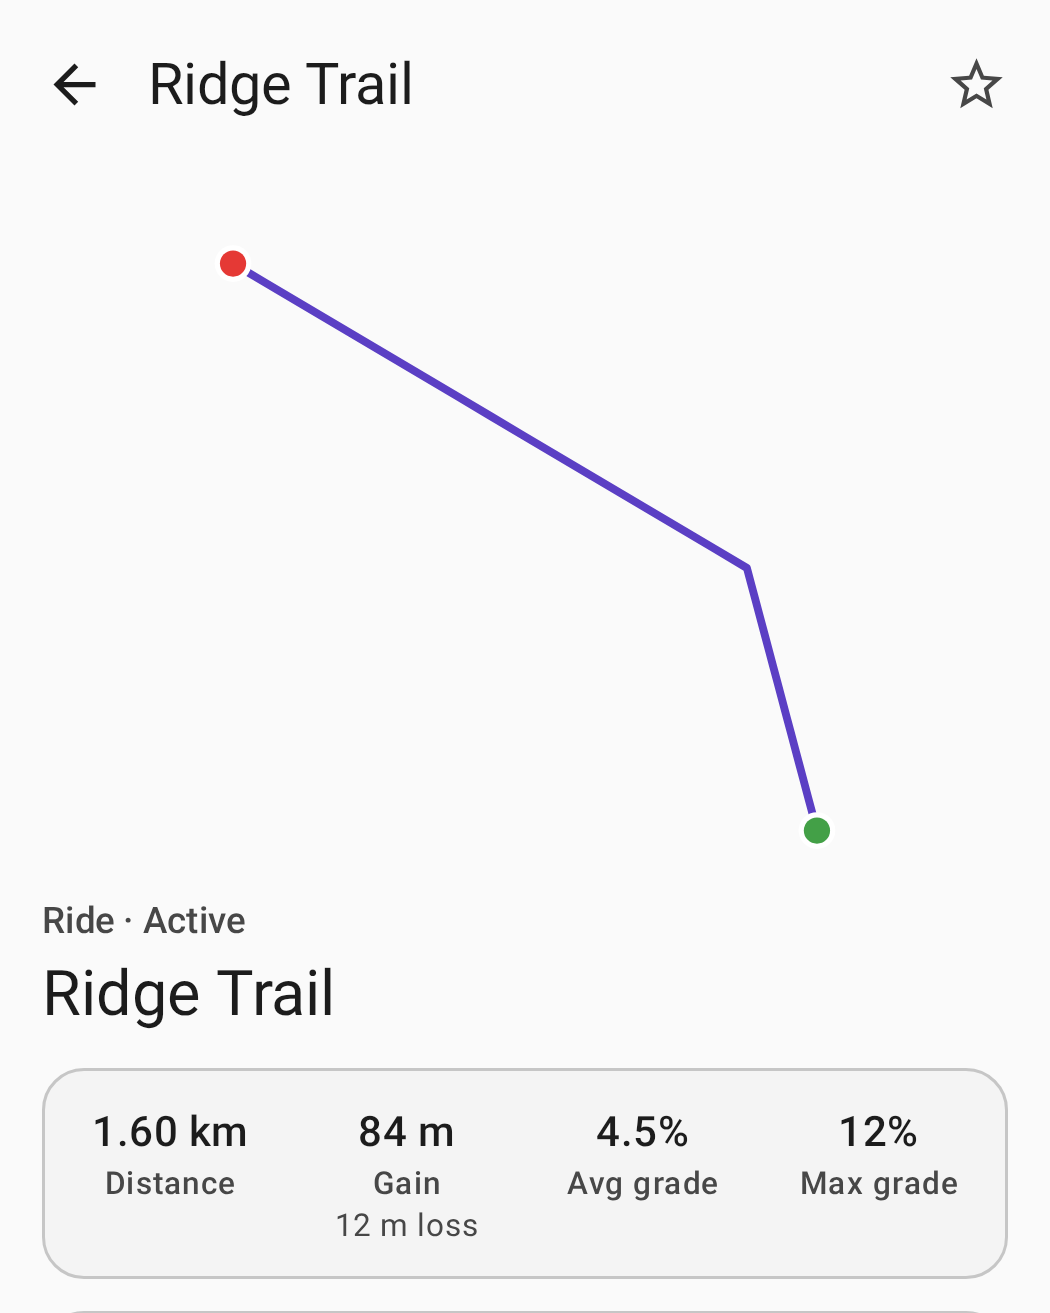 Ridge Trail
Ride · Active
Ridge Trail
1.60 km 84 m 4.5% 12%
Distance Gain Avg grade Max grade
12 m loss